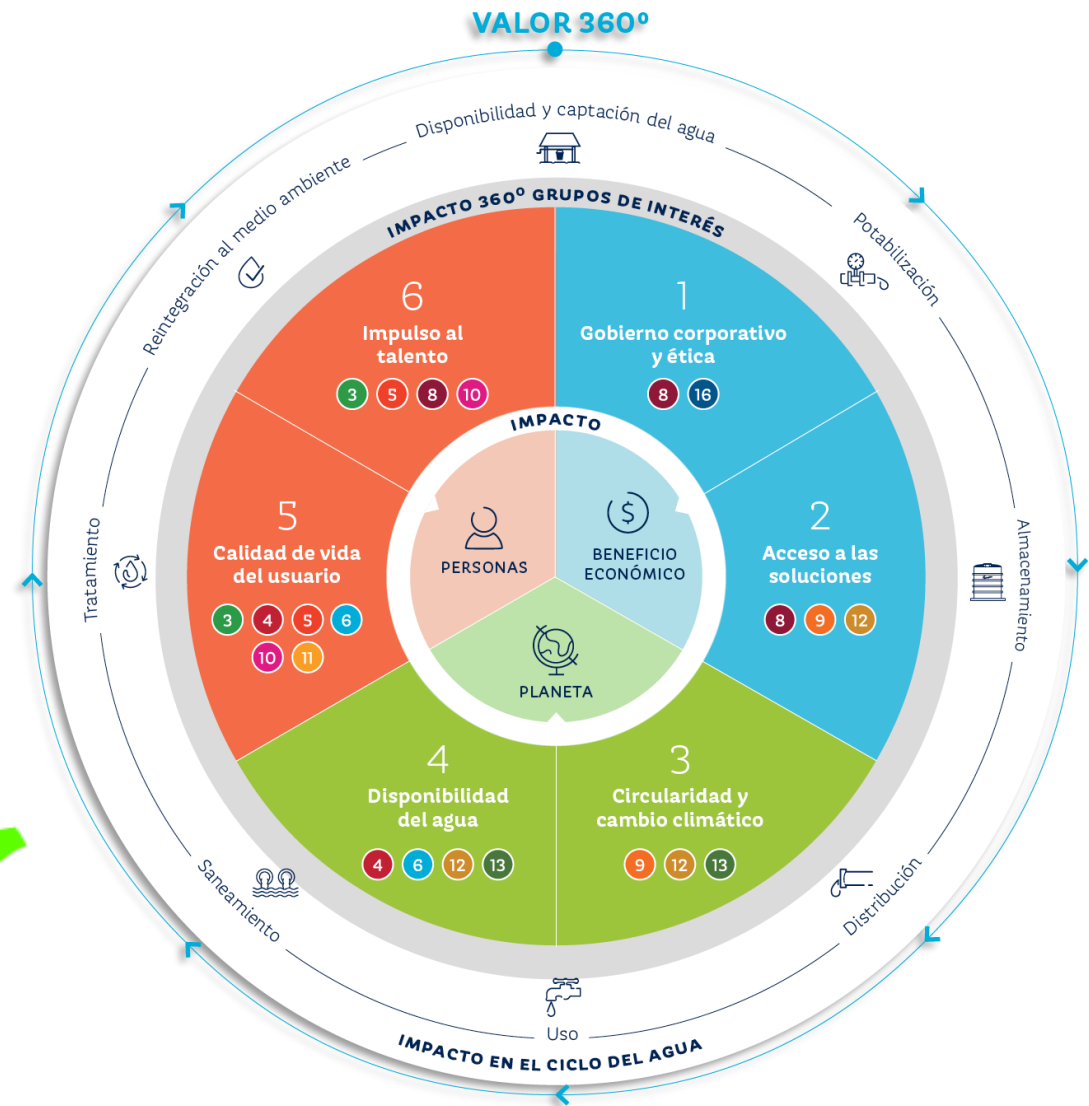 VALOR 360º
Disponibilidad y captación del agua
Potabilización
Almacenamiento
Distribución
Uso
Saneamiento
Tratamiento
Reintegración al medio ambiente
IMPACTO EN EL CICLO DEL AGUA
IMPACTO 360º GRUPOS DE INTERÉS
1
Gobierno corporativo
y ética
8 16
2
Acceso a las
soluciones
8 9 12
3
Circularidad y
cambio climático
9 12 13
4
Disponibilidad
del agua
4 6 12 13
5
Calidad de vida
del usuario
3 4 5 6
10 11
6
Impulso al
talento
3 5 8 10
IMPACTO
PERSONAS
$
BENEFICIO
ECONÓMICO
PLANETA